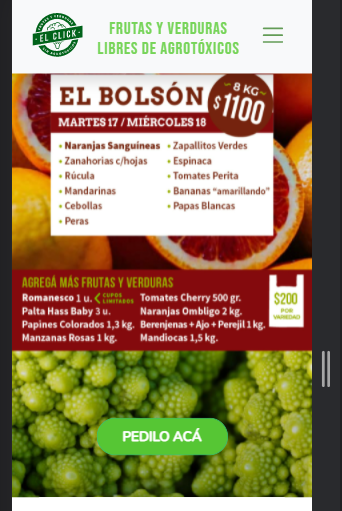 EL CLICK
FRUTAS Y VERDURAS
LIBRES DE AGROTÓXICOS
EL BOLSÓN
~ 8 KG ~
$1100
MARTES 17 / MIÉRCOLES 18
• Naranjas Sanguíneas
• Zanahorias c/hojas
• Rúcula
• Mandarinas
• Cebollas
• Peras
• Zapallitos Verdes
• Espinaca
• Tomates Perita
• Bananas “amarillando”
• Papas Blancas
AGREGÁ MÁS FRUTAS Y VERDURAS
Romanesco 1 u. < CUPOS LIMITADOS
Palta Hass Baby 3 u.
Papines Colorados 1,3 kg.
Manzanas Rosas 1 kg.
Tomates Cherry 500 gr.
Naranjas Ombligo 2 kg.
Berenjenas + Ajo + Perejil 1 kg.
Mandiocas 1,5 kg.
$200
POR
VARIEDAD
PEDILO ACÁ